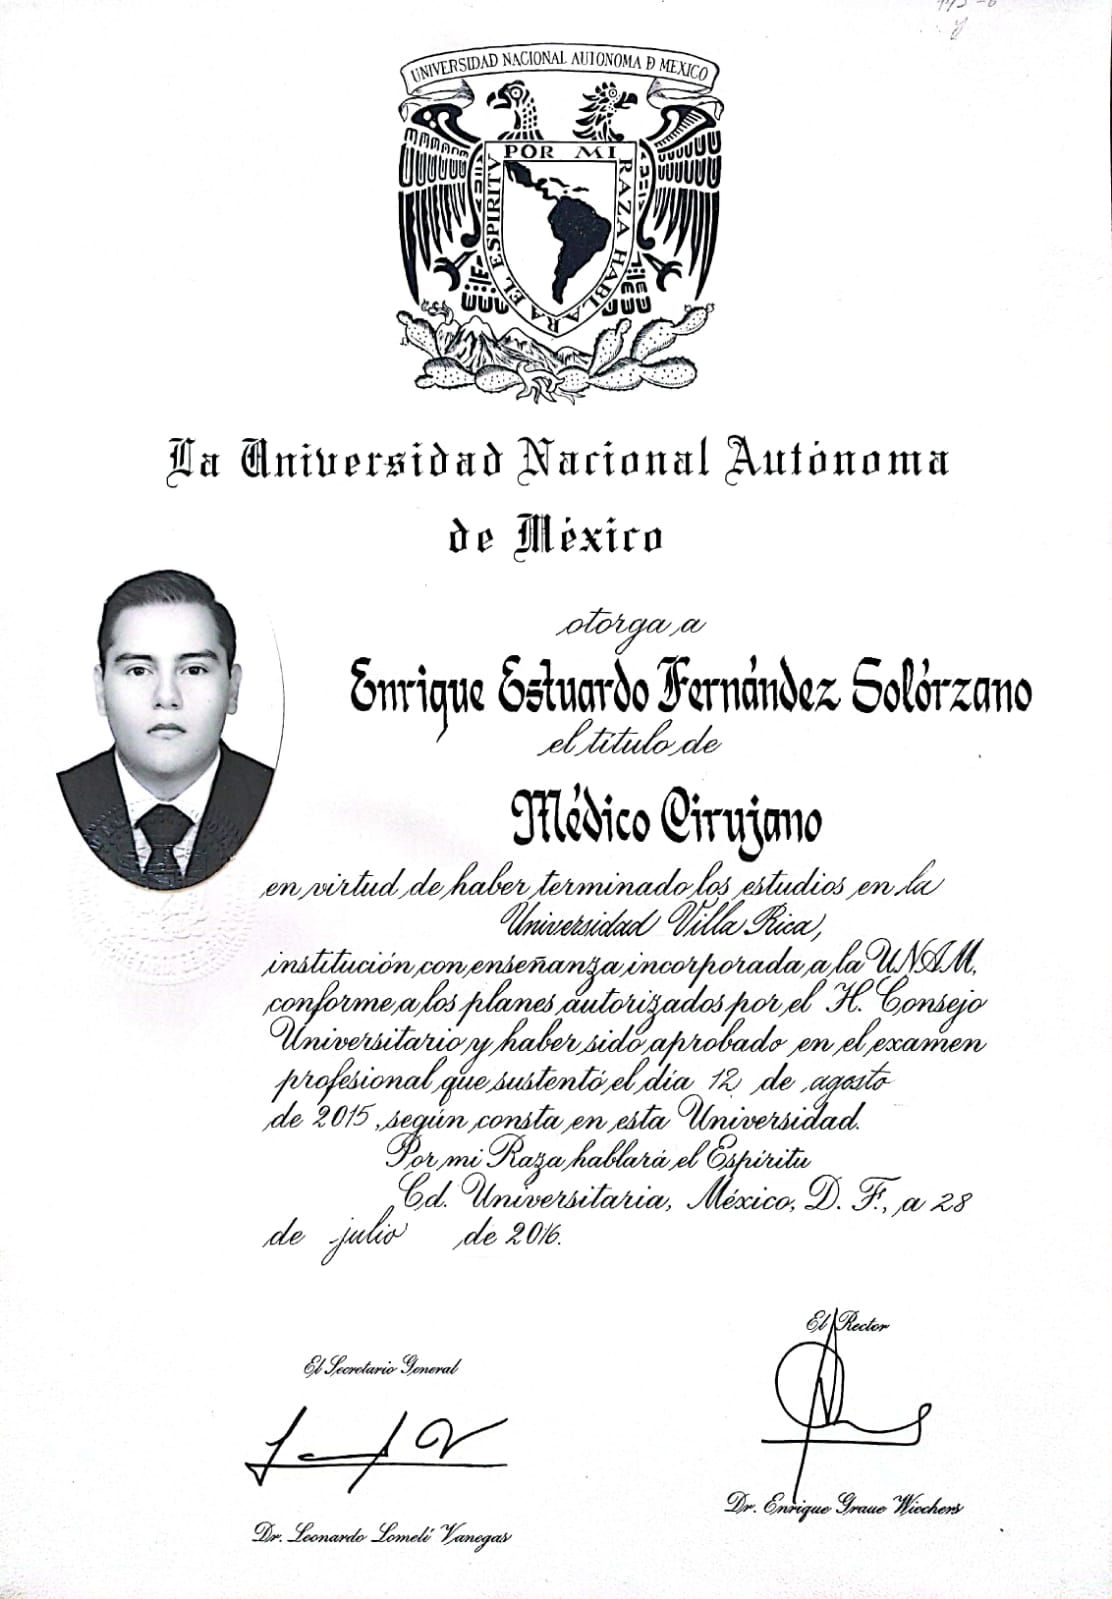 UNIVERSIDAD NACIONAL AUTONOMA D MEXICO
POR MI RAZA HABLARA EL ESPIRITU
La Universidad Nacional Autónoma
de México
otorga a
Enrique Estuardo Fernández Solórzano
el título de
Médico Cirujano
en virtud de haber terminado los estudios en la
Universidad Villa Rica,
institución con enseñanza incorporada a la UNAM,
conforme a los planes autorizados por el H. Consejo
Universitario y haber sido aprobado en el examen
profesional que sustentó el día 12 de agosto
de 2015, según consta en esta Universidad.
Por mi Raza hablará el Espíritu
Cd. Universitaria, México, D. F., a 28
de julio de 2016.
El Rector
El Secretario General
Dr. Enrique Graue Wiechers
Dr. Leonardo Lomelí Vanegas